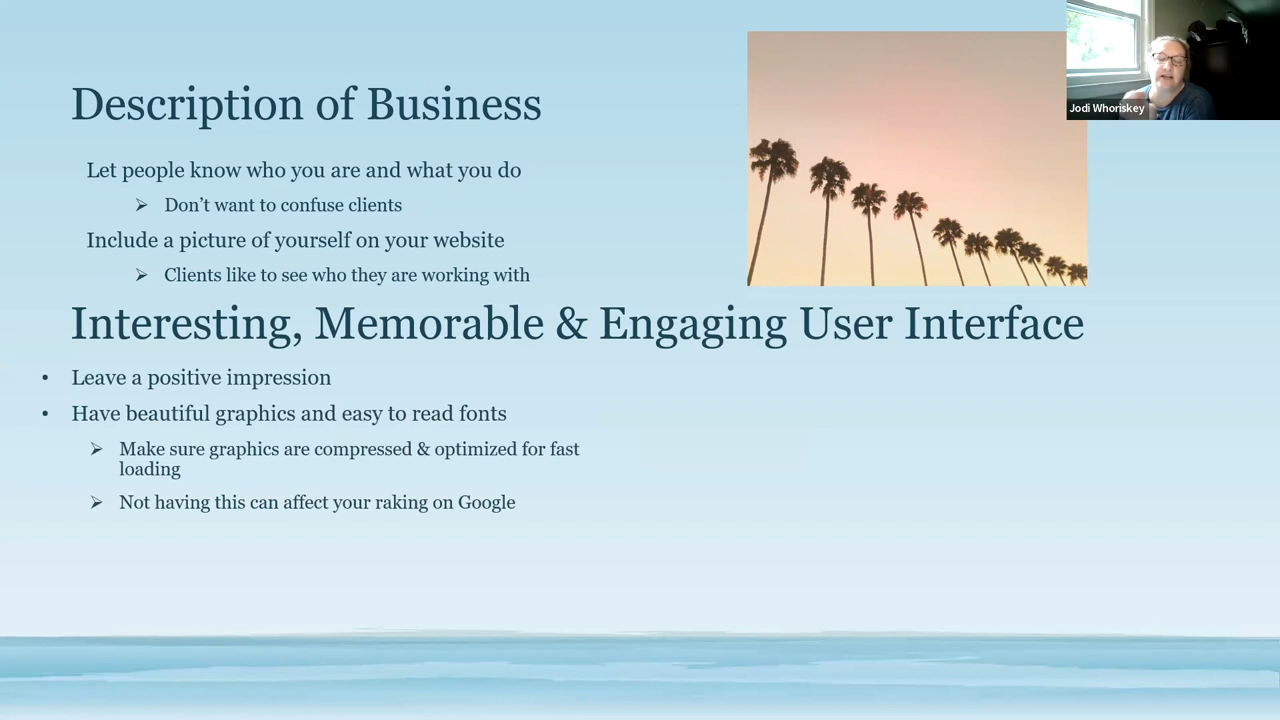 Description of Business
Let people know who you are and what you do
Don’t want to confuse clients
Include a picture of yourself on your website
Clients like to see who they are working with
Interesting, Memorable & Engaging User Interface
Leave a positive impression
Have beautiful graphics and easy to read fonts
Make sure graphics are compressed & optimized for fast
loading
Not having this can affect your raking on Google
Jodi Whoriskey